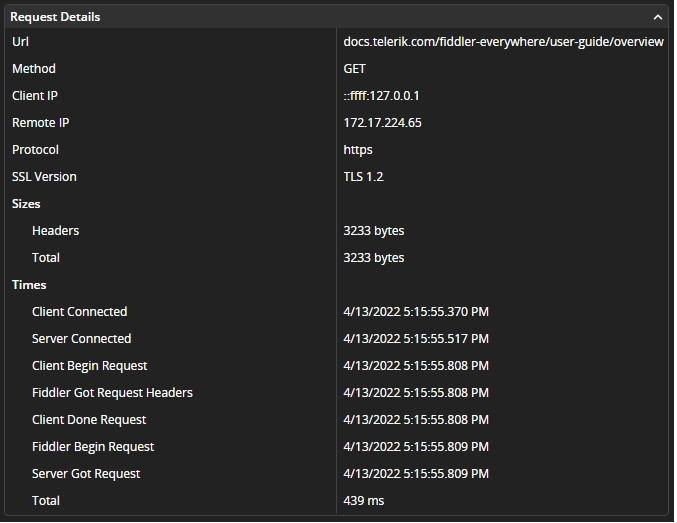 Request Details
Url docs.telerik.com/fiddler-everywhere/user-guide/overview
Method GET
Client IP ::ffff:127.0.0.1
Remote IP 172.17.224.65
Protocol https
SSL Version TLS 1.2
Sizes
Headers 3233 bytes
Total 3233 bytes
Times
Client Connected 4/13/2022 5:15:55.370 PM
Server Connected 4/13/2022 5:15:55.517 PM
Client Begin Request 4/13/2022 5:15:55.808 PM
Fiddler Got Request Headers 4/13/2022 5:15:55.808 PM
Client Done Request 4/13/2022 5:15:55.808 PM
Fiddler Begin Request 4/13/2022 5:15:55.809 PM
Server Got Request 4/13/2022 5:15:55.809 PM
Total 439 ms